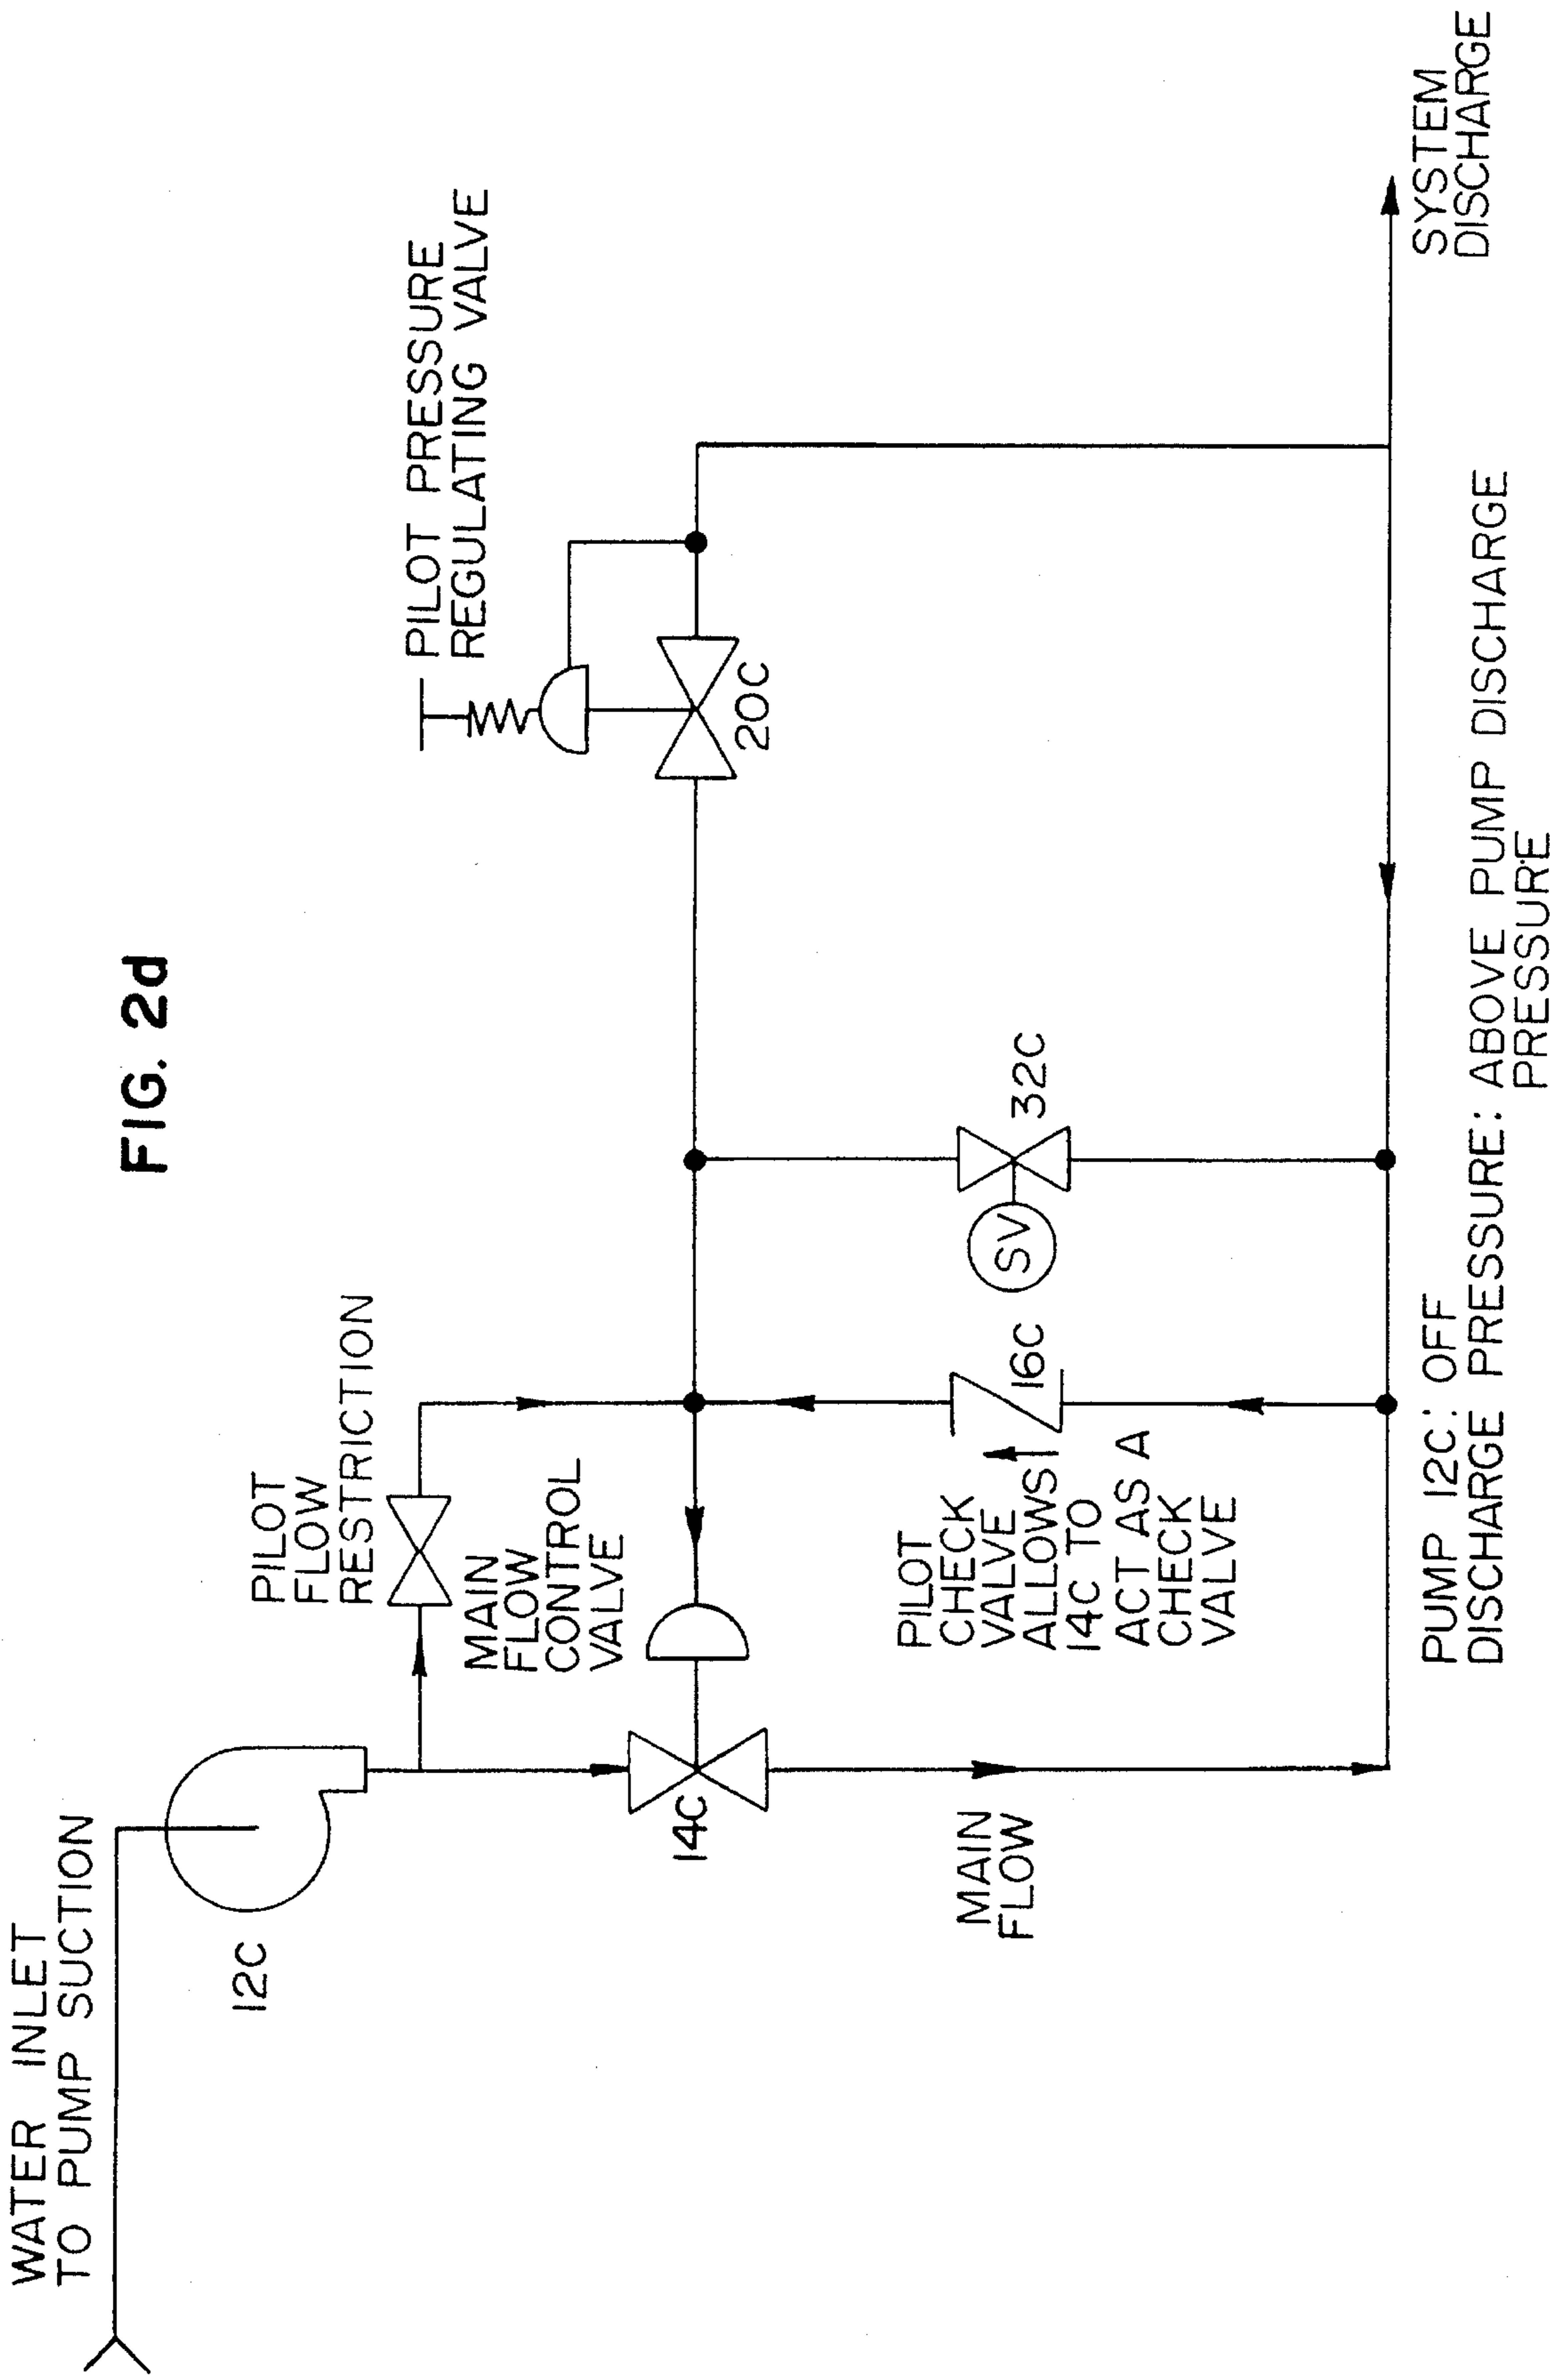 FIG. 2d
WATER INLET
TO PUMP SUCTION
12C
PILOT
FLOW
RESTRICTION
MAIN
FLOW
CONTROL
VALVE
14C
MAIN
FLOW
PILOT
CHECK
VALVE
ALLOWS
14C TO
ACT AS A
CHECK
VALVE
16C
SV
32C
PILOT PRESSURE
REGULATING VALVE
20C
SYSTEM
DISCHARGE
PUMP 12C: OFF
DISCHARGE PRESSURE: ABOVE PUMP DISCHARGE
PRESSURE